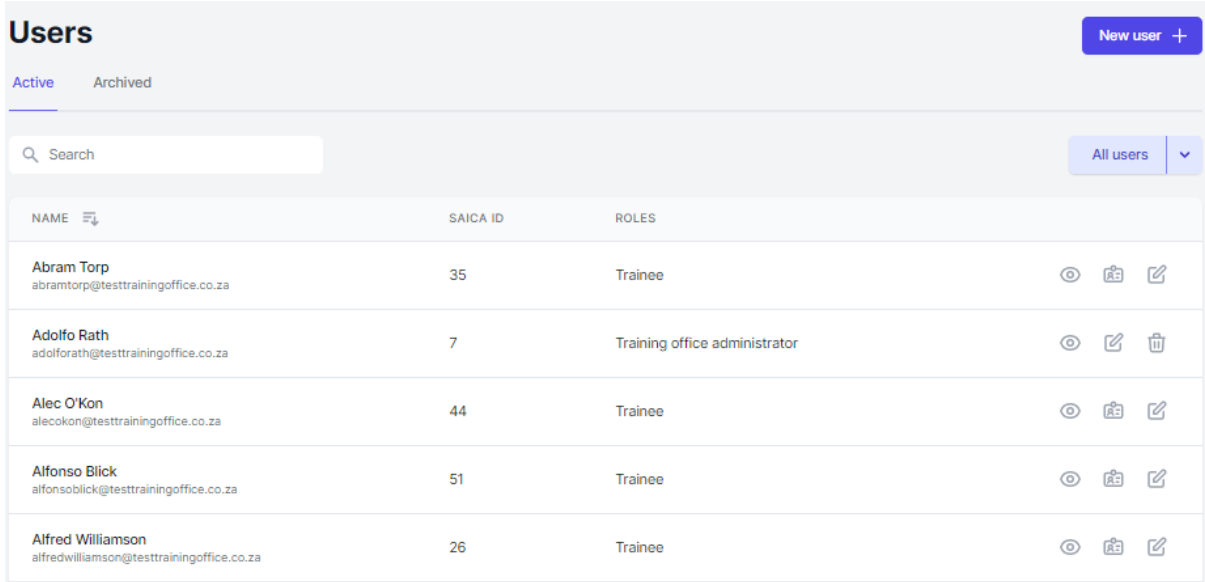 Users
New user
Active Archived
Search
All users
NAME SAICA ID ROLES
Abram Torp
abramtorp@testtrainingoffice.co.za
35 Trainee
Adolfo Rath
adolforath@testtrainingoffice.co.za
7 Training office administrator
Alec O'Kon
alecokon@testtrainingoffice.co.za
44 Trainee
Alfonso Blick
alfonsoblick@testtrainingoffice.co.za
51 Trainee
Alfred Williamson
alfredwilliamson@testtrainingoffice.co.za
26 Trainee